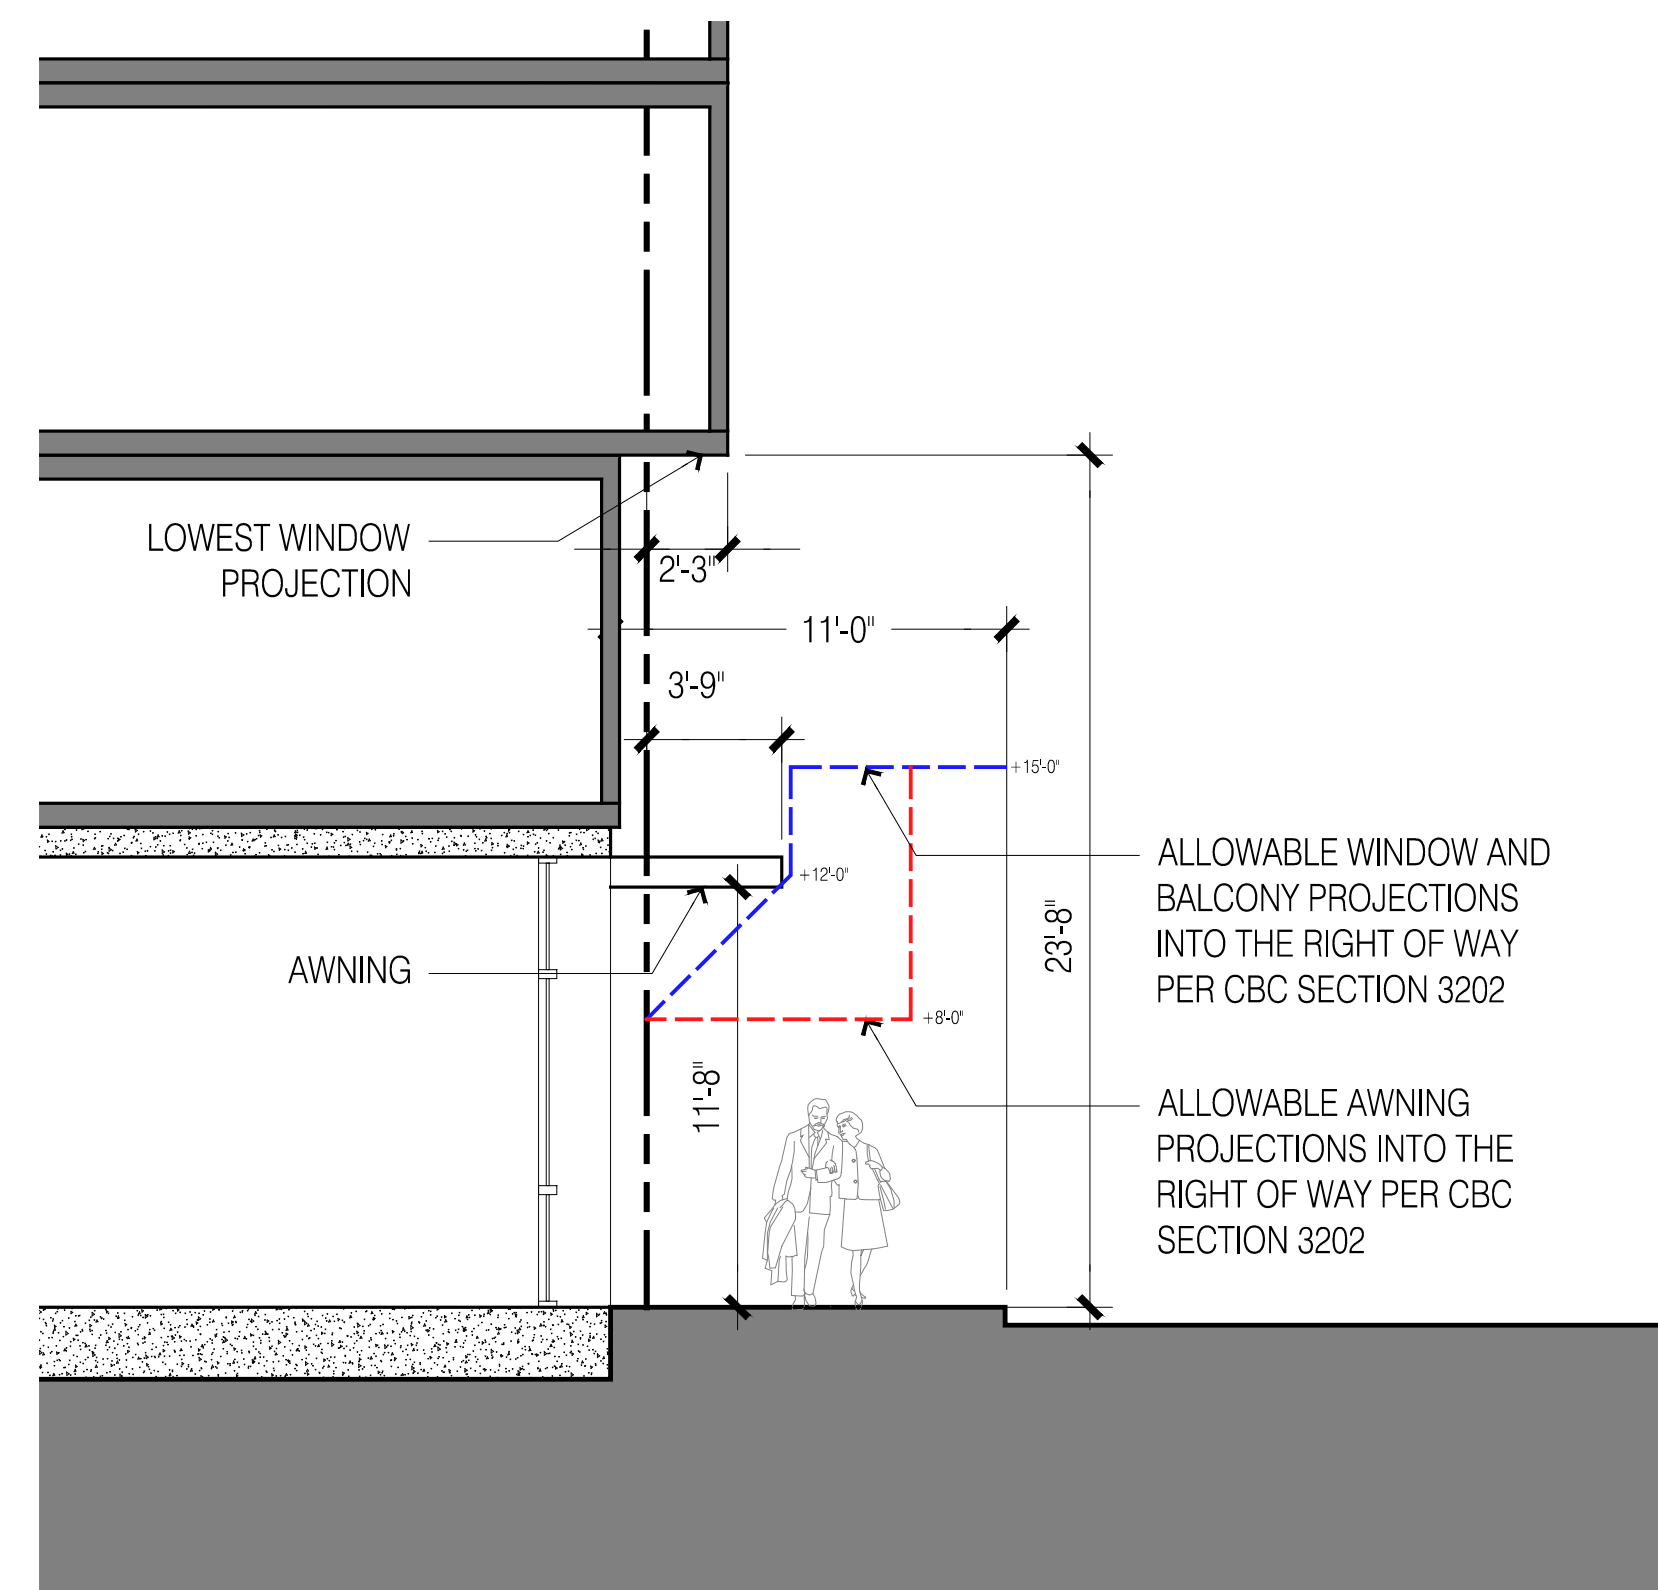 LOWEST WINDOW
PROJECTION
2'-3"
11'-0"
3'-9"
+15'-0"
+12'-0"
ALLOWABLE WINDOW AND
BALCONY PROJECTIONS
INTO THE RIGHT OF WAY
PER CBC SECTION 3202
23'-8"
AWNING
+8'-0"
11'-8"
ALLOWABLE AWNING
PROJECTIONS INTO THE
RIGHT OF WAY PER CBC
SECTION 3202